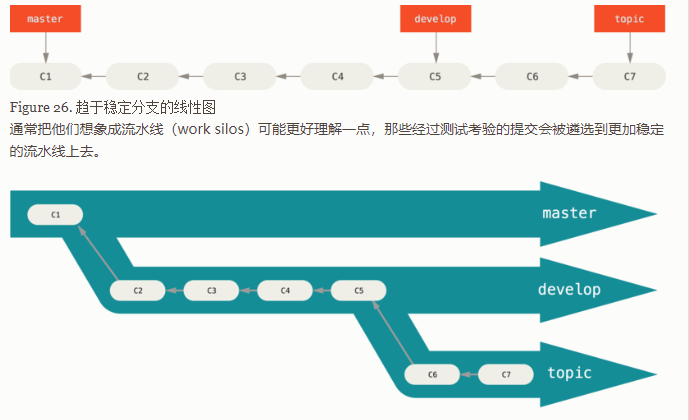 master develop topic
C1 C2 C3 C4 C5 C6 C7
Figure 26. 趋于稳定分支的线性图
通常把他们想象成流水线（work silos）可能更好理解一点，那些经过测试考验的提交会被遴选到更加稳定
的流水线上去。
C1 master
C2 C3 C4 C5 develop
C6 C7 topic